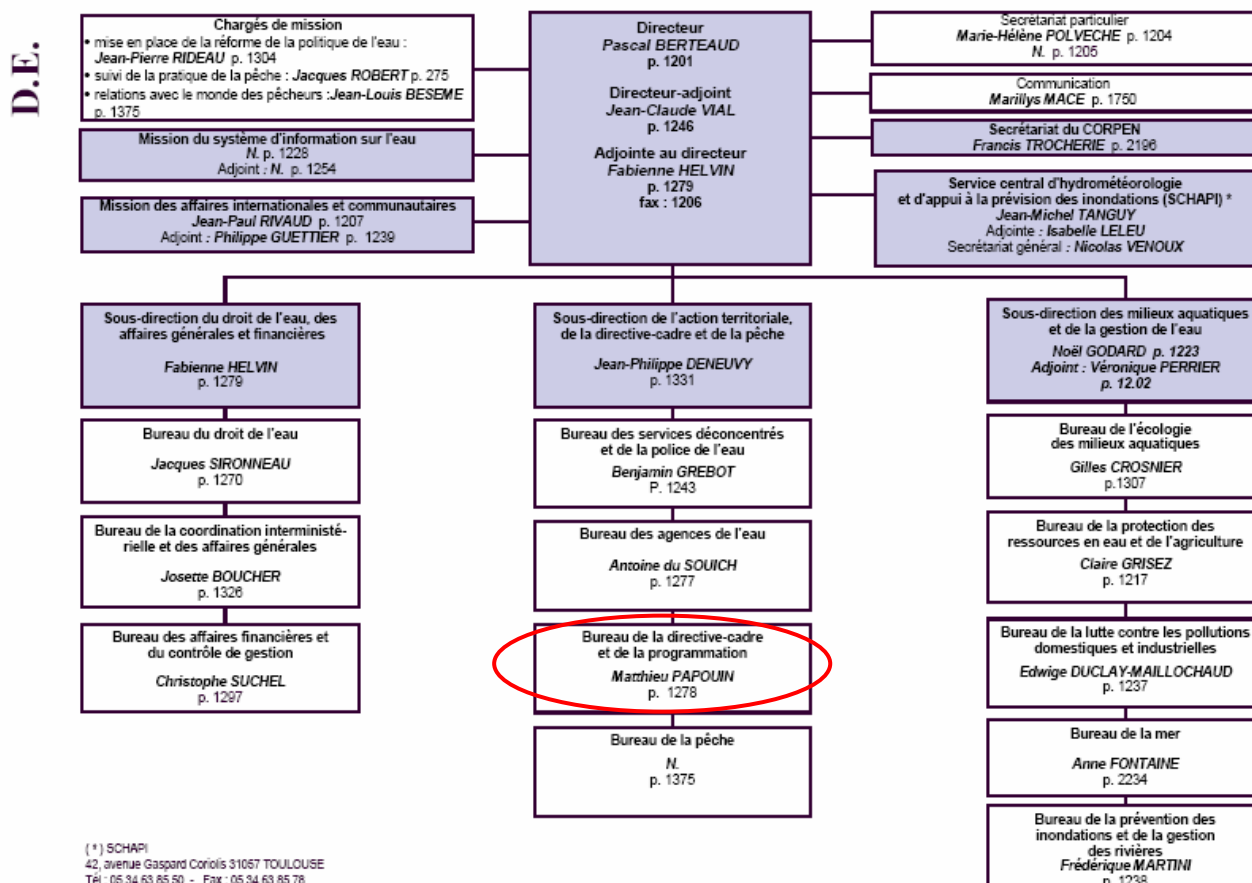 D.E.
Chargés de mission
• mise en place de la réforme de la politique de l'eau :
Jean-Pierre RIDEAU p. 1304
• suivi de la pratique de la pêche : Jacques ROBERT p. 275
• relations avec le monde des pêcheurs :Jean-Louis BESEME
p. 1375
Mission du système d'information sur l'eau
N. p. 1228
Adjoint : N. p. 1254
Mission des affaires internationales et communautaires
Jean-Paul RIVAUD p. 1207
Adjoint : Philippe GUETTIER p. 1239
Directeur
Pascal BERTEAUD
p. 1201
Directeur-adjoint
Jean-Claude VIAL
p. 1246
Adjointe au directeur
Fabienne HELVIN
p. 1279
fax : 1206
Secrétariat particulier
Marie-Hélène POLVECHE p. 1204
N. p. 1205
Communication
Marillys MACE p. 1750
Secrétariat du CORPEN
Francis TROCHERIE p. 2196
Service central d'hydrométéorologie
et d'appui à la prévision des inondations (SCHAPI) *
Jean-Michel TANGUY
Adjointe : Isabelle LELEU
Secrétariat général : Nicolas VENOUX
Sous-direction du droit de l'eau, des
affaires générales et financières
Fabienne HELVIN
p. 1279
Bureau du droit de l'eau
Jacques SIRONNEAU
p. 1270
Bureau de la coordination interministé-
rielle et des affaires générales
Josette BOUCHER
p. 1326
Bureau des affaires financières et
du contrôle de gestion
Christophe SUCHEL
p. 1297
Sous-direction de l'action territoriale,
de la directive-cadre et de la pêche
Jean-Philippe DENEUVY
p. 1331
Bureau des services déconcentrés
et de la police de l'eau
Benjamin GREBOT
P. 1243
Bureau des agences de l'eau
Antoine du SOUICH
p. 1277
Bureau de la directive-cadre
et de la programmation
Matthieu PAPOUIN
p. 1278
Bureau de la pêche
N.
p. 1375
Sous-direction des milieux aquatiques
et de la gestion de l'eau
Noël GODARD p. 1223
Adjoint : Véronique PERRIER
p. 12.02
Bureau de l'écologie
des milieux aquatiques
Gilles CROSNIER
p.1307
Bureau de la protection des
ressources en eau et de l'agriculture
Claire GRISEZ
p. 1217
Bureau de la lutte contre les pollutions
domestiques et industrielles
Edwige DUCLAY-MAILLOCHAUD
p. 1237
Bureau de la mer
Anne FONTAINE
p. 2234
Bureau de la prévention des
inondations et de la gestion
des rivières
Frédérique MARTINI
p. 1238
( * ) SCHAPI
42, avenue Gaspard Coriolis 31057 TOULOUSE
Tél : 05 34 63 85 50 - Fax : 05 34 63 85 78